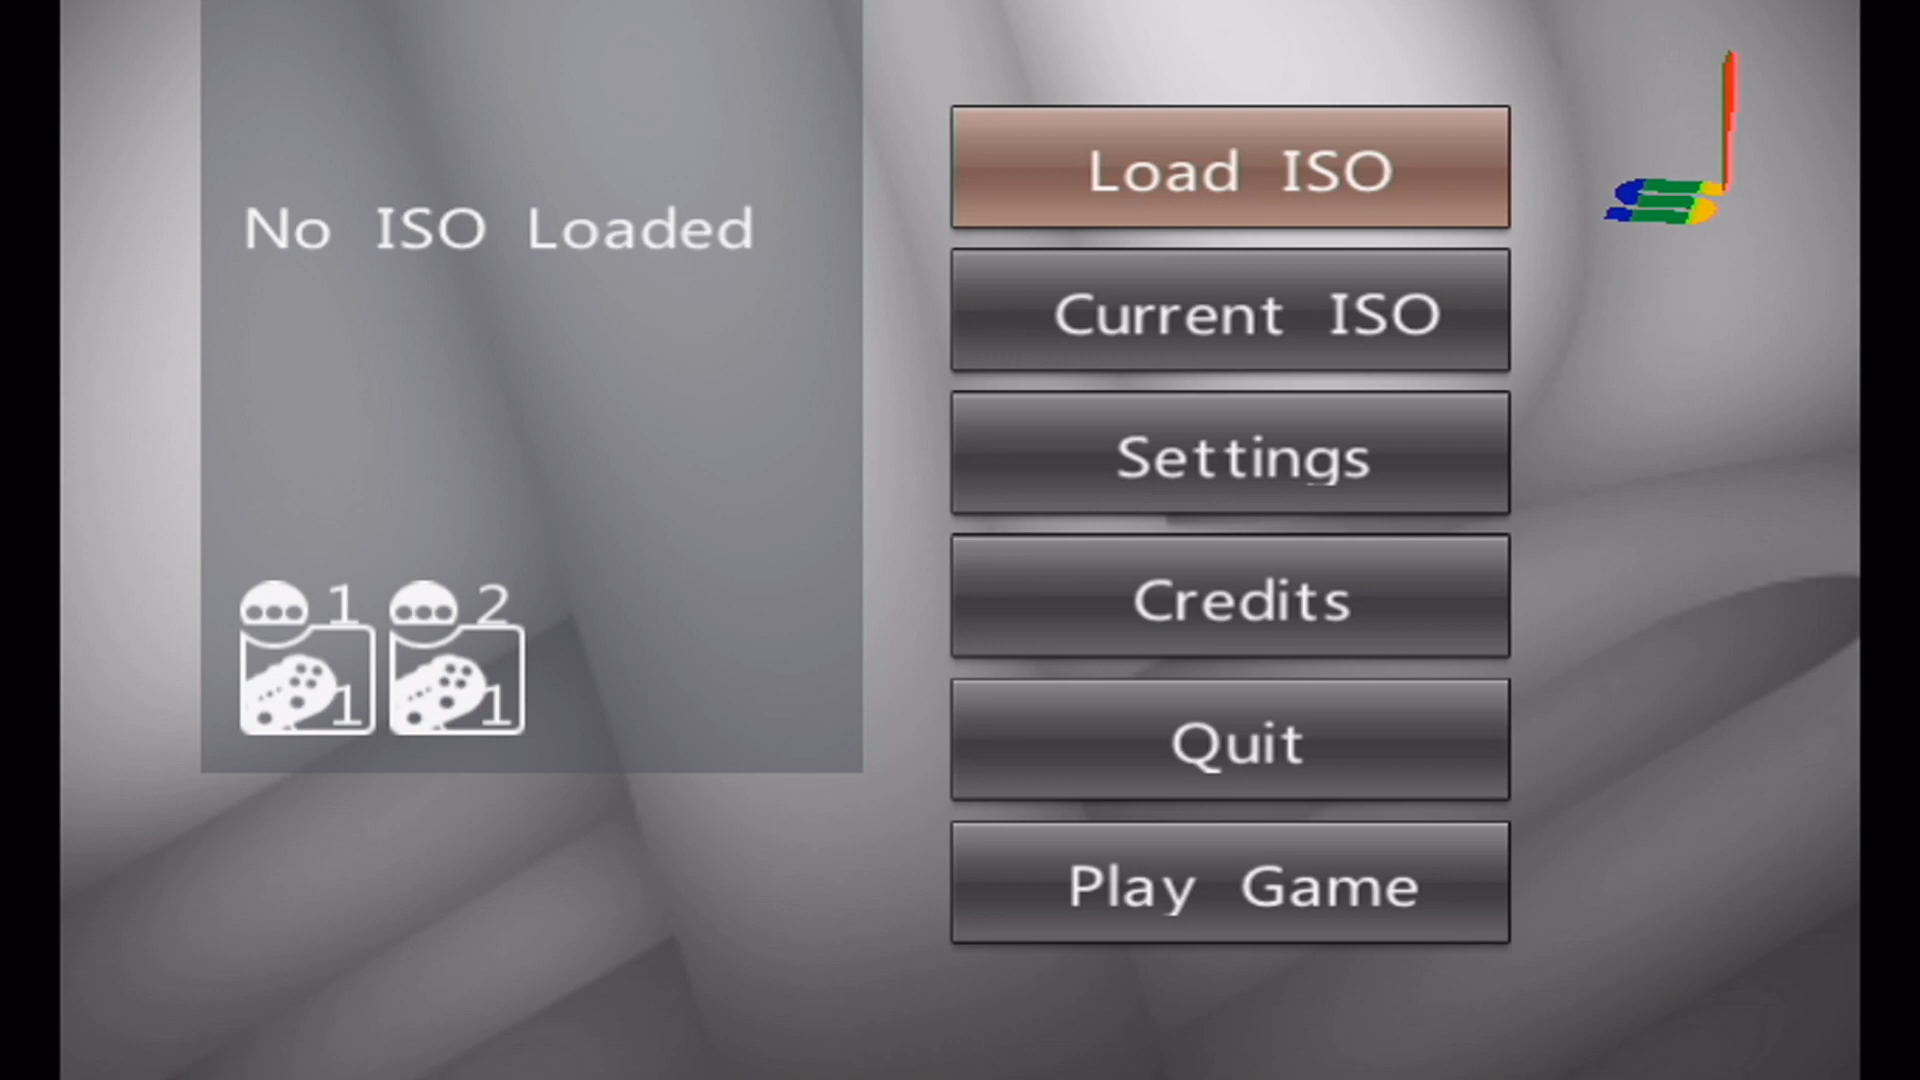 No ISO Loaded
1 2
1 1
Load ISO
Current ISO
Settings
Credits
Quit
Play Game